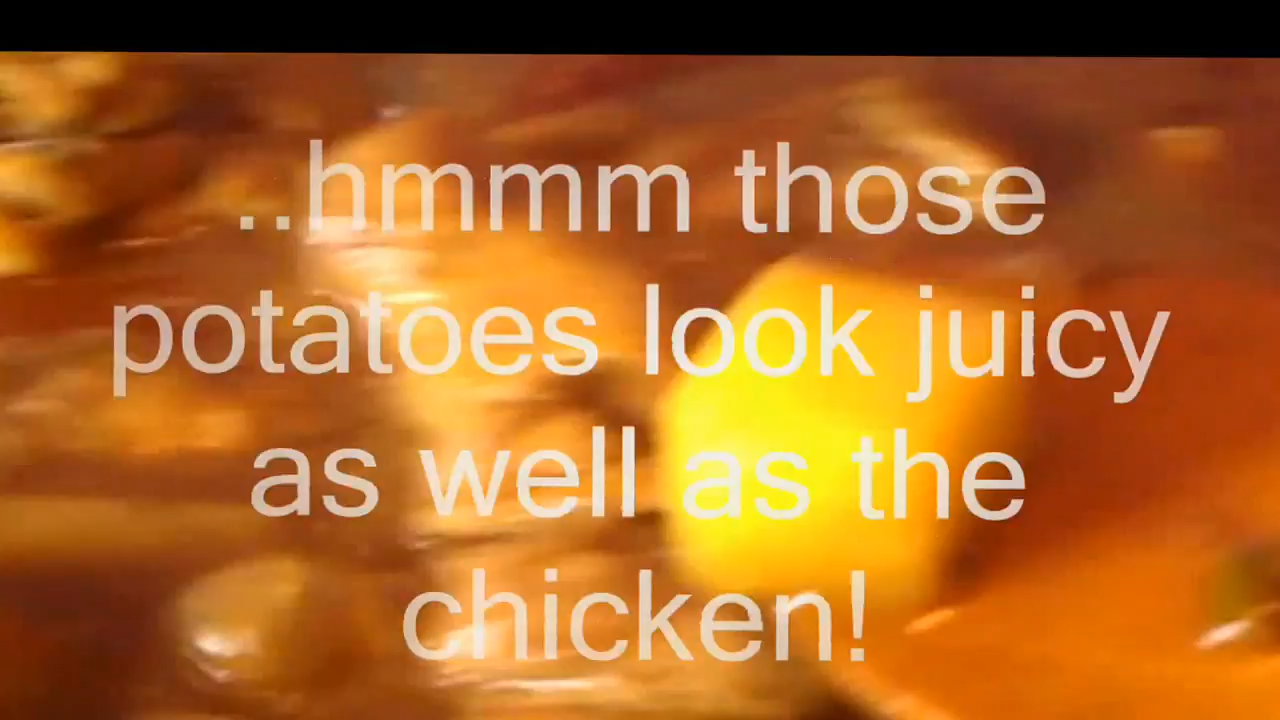 ..hmmm those
potatoes look juicy
as well as the
chicken!